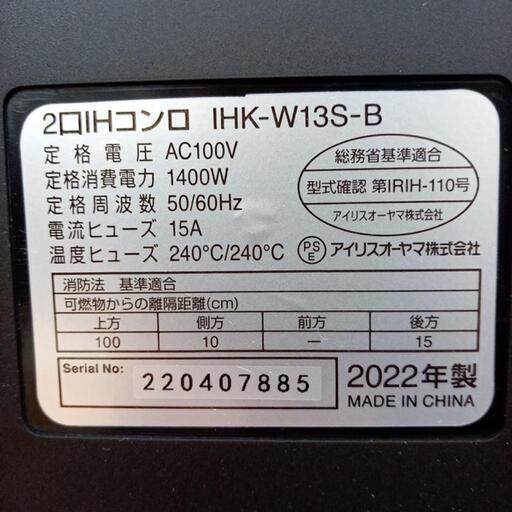 2口IHコンロ IHK-W13S-B
定格電圧 AC100V
定格消費電力 1400W
定格周波数 50/60Hz
電流ヒューズ 15A
温度ヒューズ 240°C/240°C
総務省基準適合
型式確認 第IRIH-110号
アイリスオーヤマ株式会社
PSE アイリスオーヤマ株式会社
消防法 基準適合
可燃物からの離隔距離(cm)
上方 側方 前方 後方
100 10 — 15
Serial No: 220407885
2022年製
MADE IN CHINA